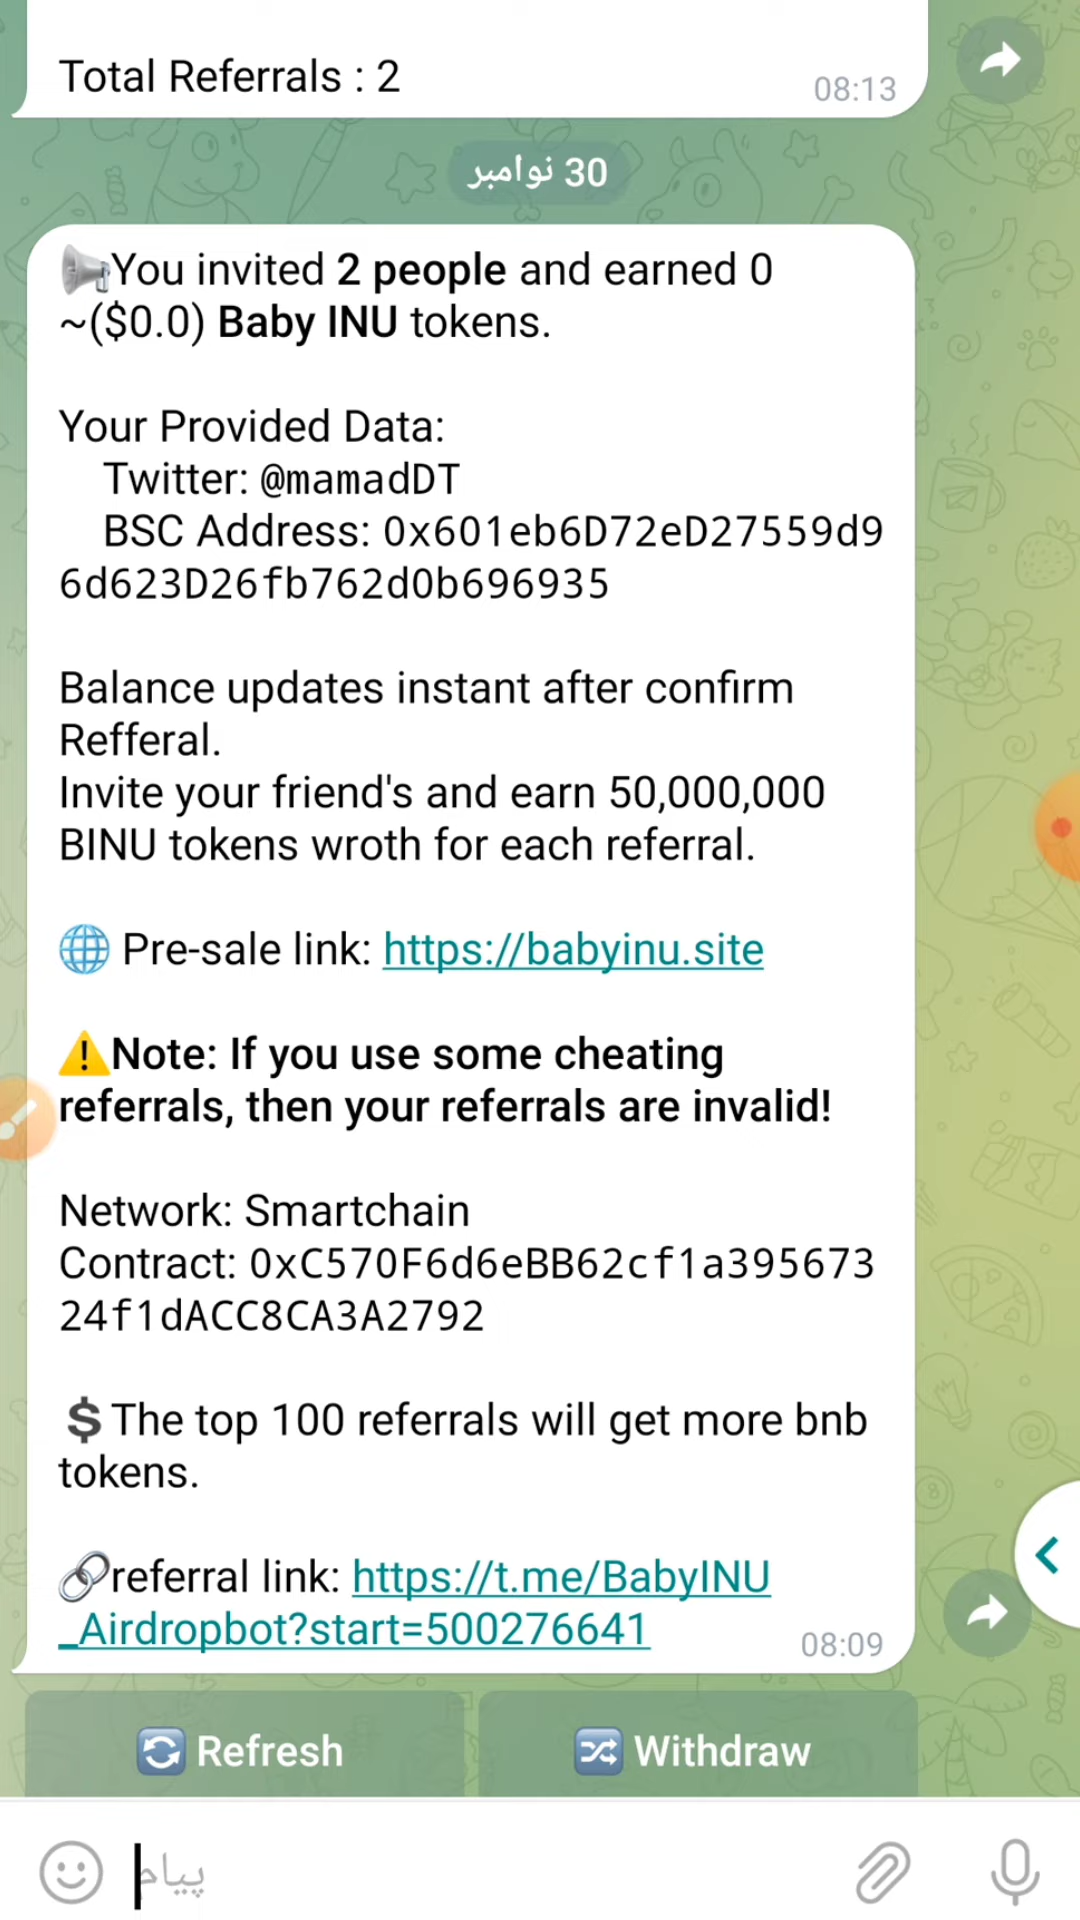 Total Referrals : 2
08:13
30 نوامبر
You invited 2 people and earned 0
~($0.0) Baby INU tokens.
Your Provided Data:
Twitter: @mamadDT
BSC Address: 0x601eb6D72eD27559d9
6d623D26fb762d0b696935
Balance updates instant after confirm
Refferal.
Invite your friend's and earn 50,000,000
BINU tokens wroth for each referral.
Pre-sale link: https://babyinu.site
Note: If you use some cheating
referrals, then your referrals are invalid!
Network: Smartchain
Contract: 0xC570F6d6eBB62cf1a395673
24f1dACC8CA3A2792
The top 100 referrals will get more bnb
tokens.
referral link: https://t.me/BabyINU
_Airdropbot?start=500276641
08:09
Refresh
Withdraw
پیام